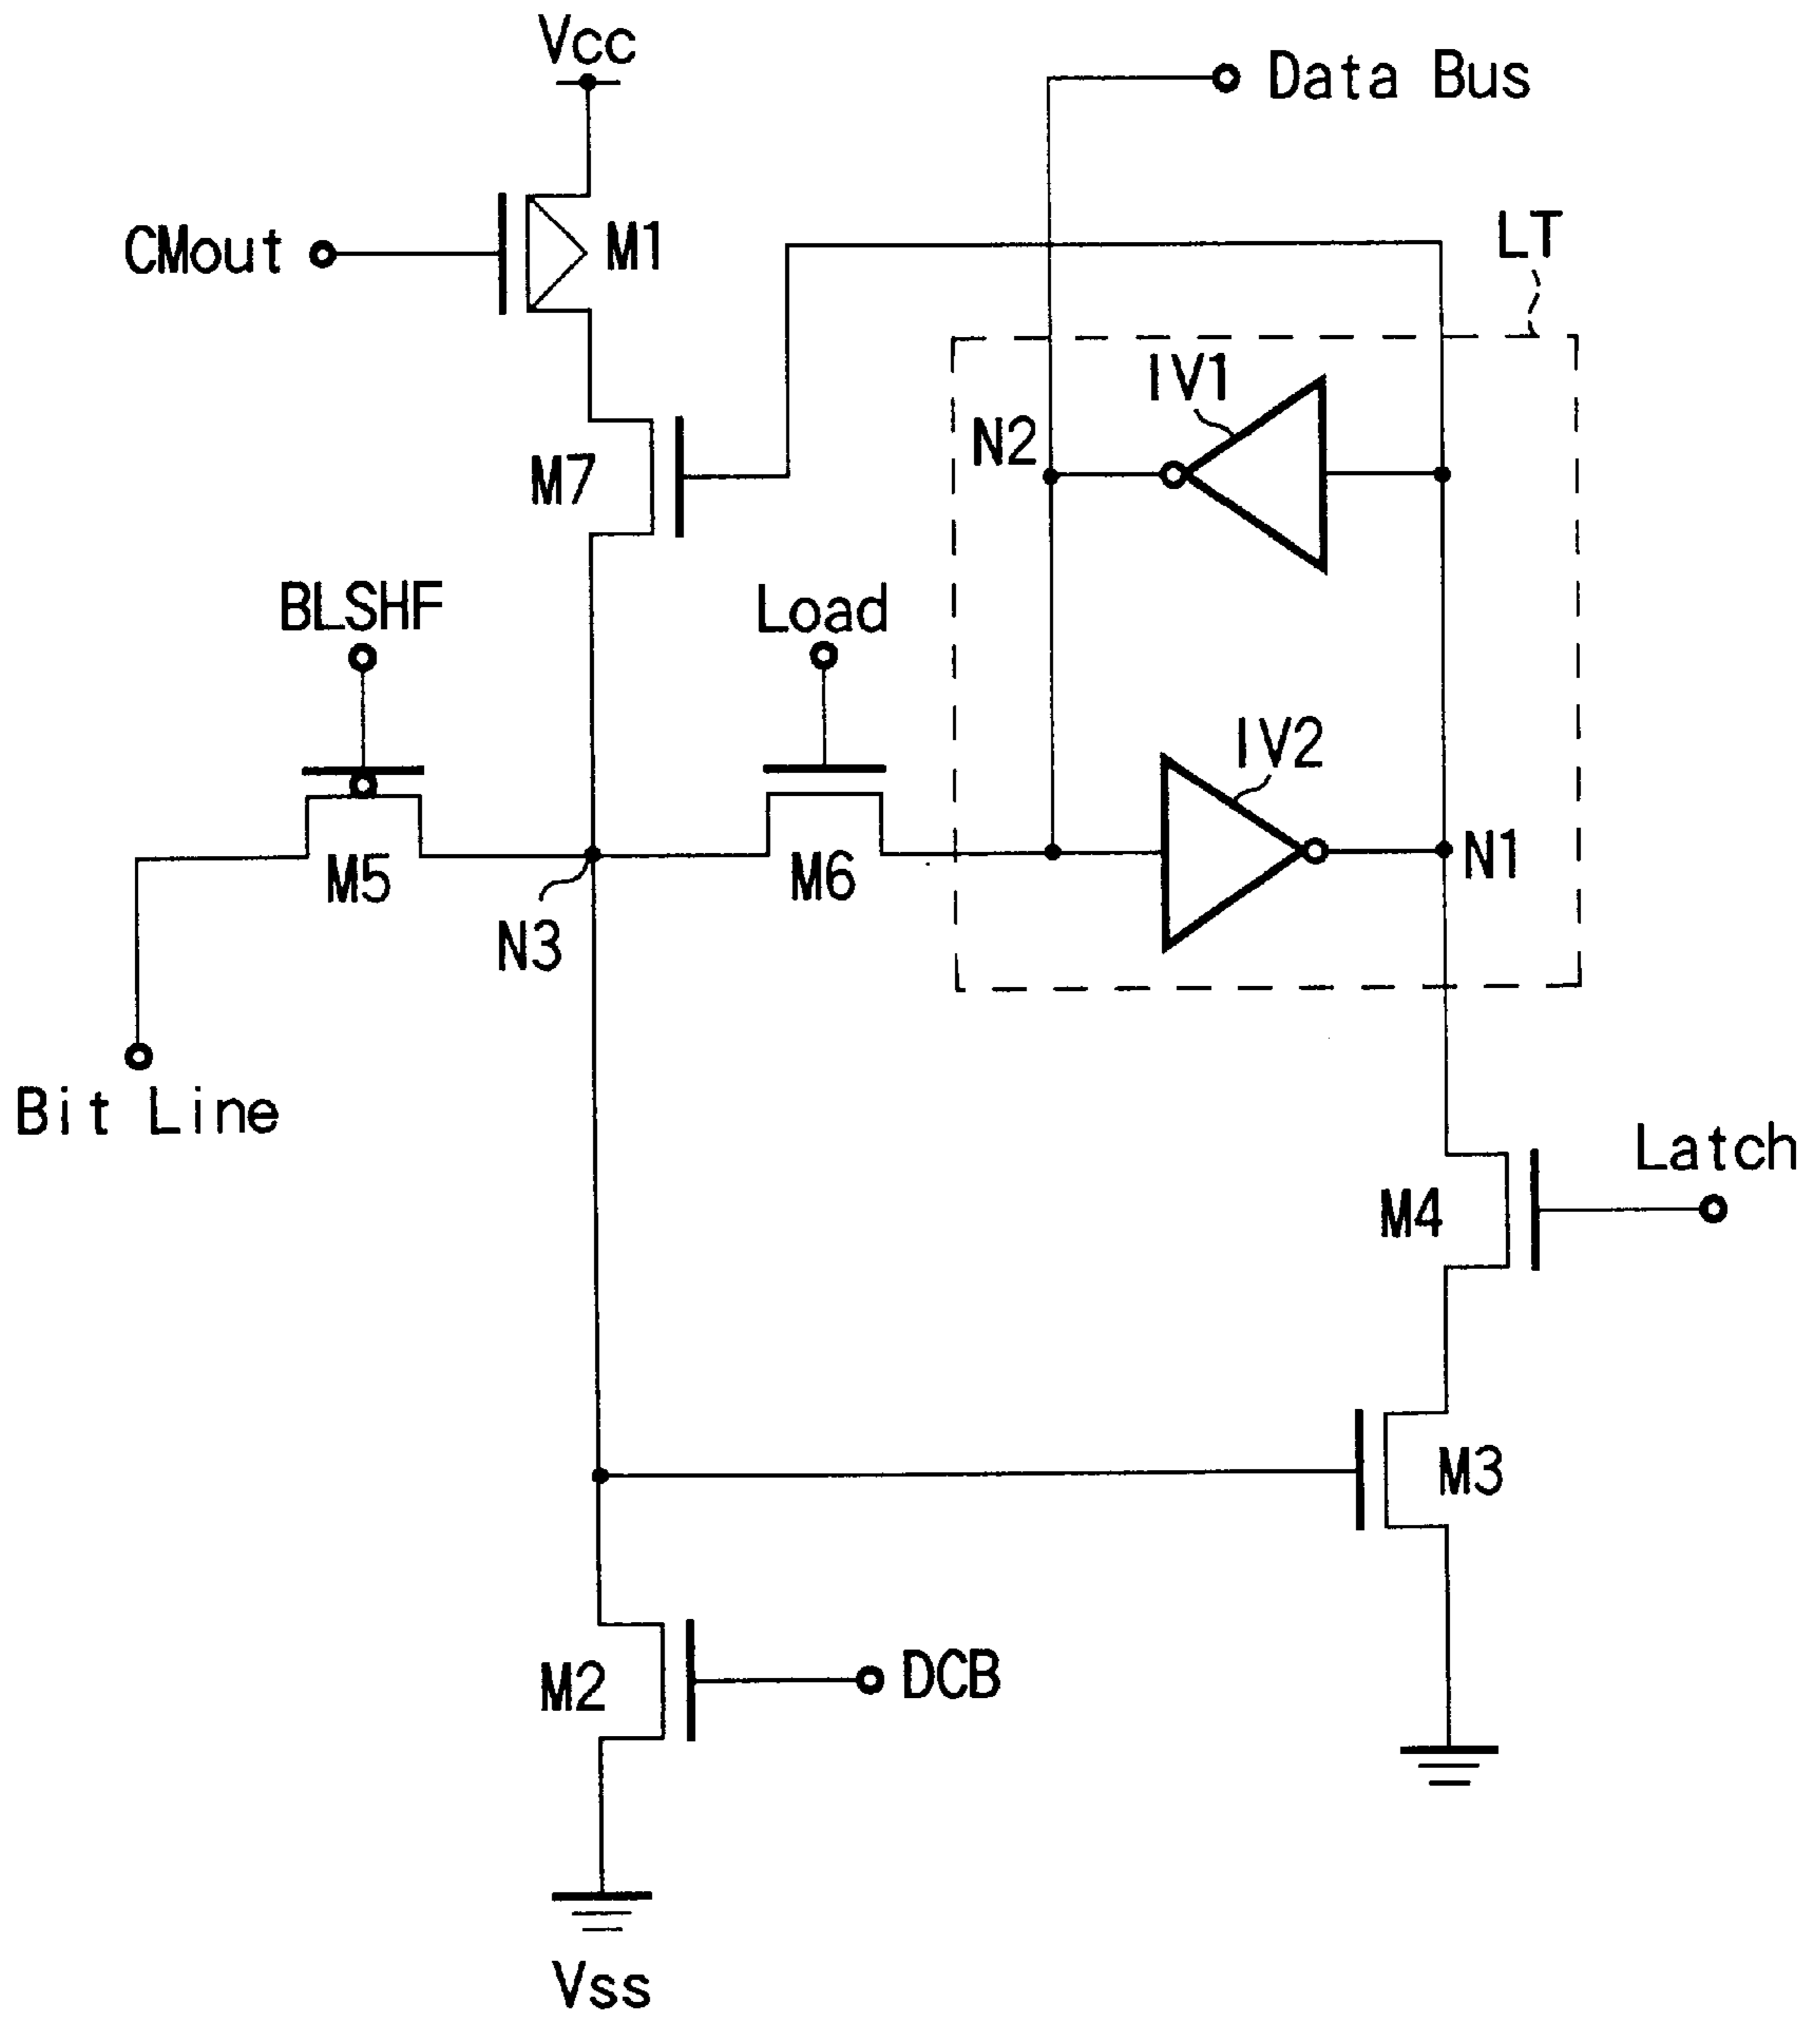 Vcc
Data Bus
CMout
M1
LT
IV1
N2
M7
BLSHF
Load
IV2
N1
M5
M6
N3
Bit Line
Latch
M4
M3
M2
DCB
Vss